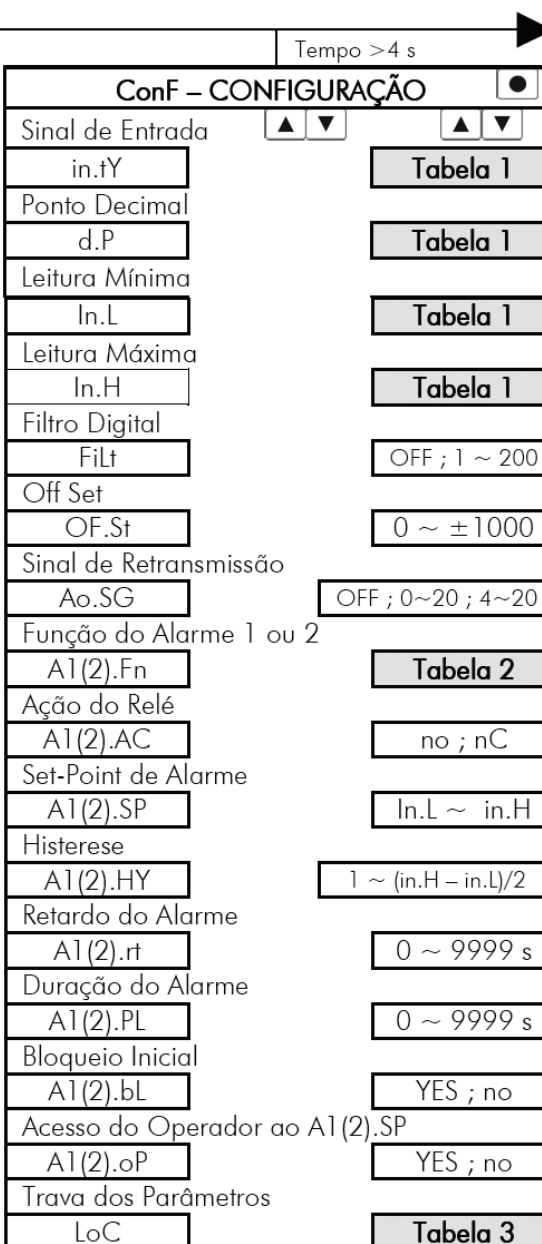 Tempo >4 s
ConF – CONFIGURAÇÃO
Sinal de Entrada
in.tY Tabela 1
Ponto Decimal
d.P Tabela 1
Leitura Mínima
In.L Tabela 1
Leitura Máxima
In.H Tabela 1
Filtro Digital
FiLt OFF ; 1 ~ 200
Off Set
OF.St 0 ~ ±1000
Sinal de Retransmissão
Ao.SG OFF ; 0~20 ; 4~20
Função do Alarme 1 ou 2
A1(2).Fn Tabela 2
Ação do Relé
A1(2).AC no ; nC
Set-Point de Alarme
A1(2).SP In.L ~ in.H
Histerese
A1(2).HY 1 ~ (in.H – in.L)/2
Retardo do Alarme
A1(2).rt 0 ~ 9999 s
Duração do Alarme
A1(2).PL 0 ~ 9999 s
Bloqueio Inicial
A1(2).bL YES ; no
Acesso do Operador ao A1(2).SP
A1(2).oP YES ; no
Trava dos Parâmetros
LoC Tabela 3